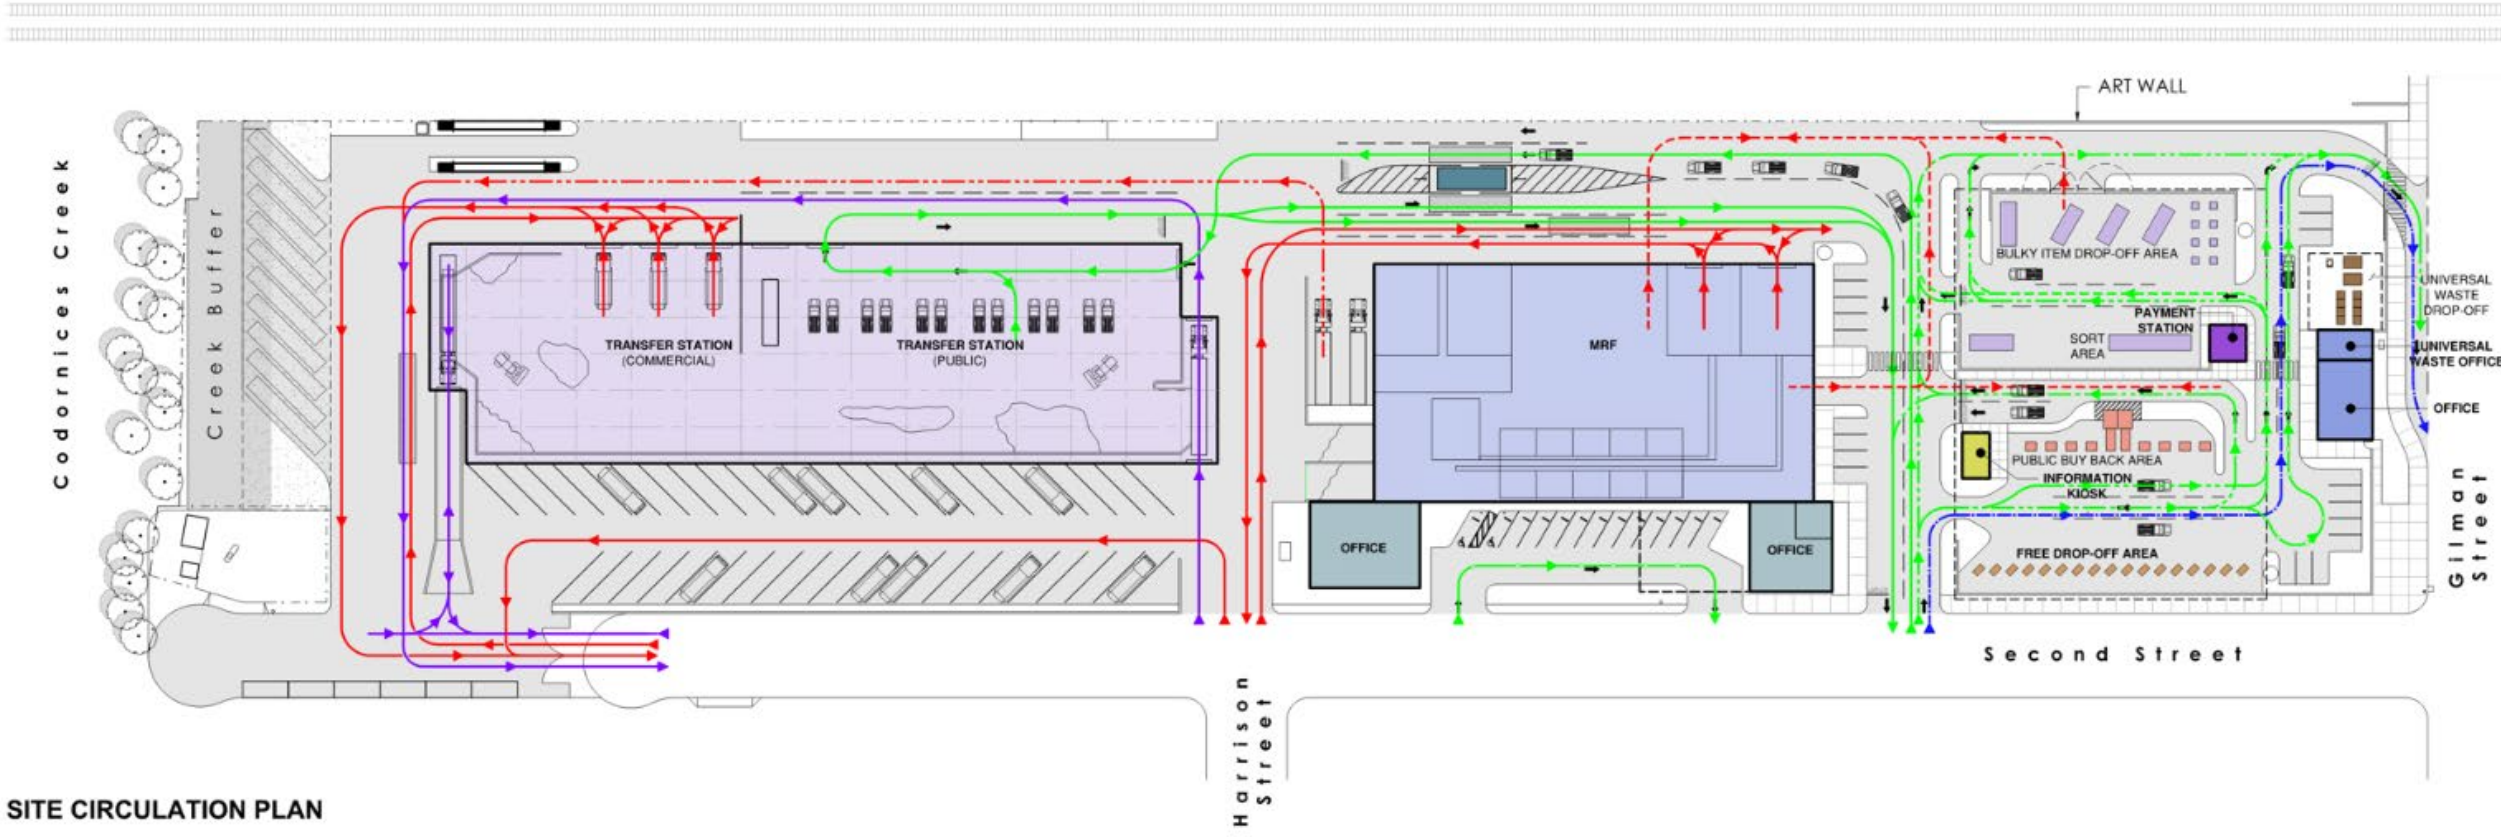 ART WALL
Codornices Creek
Creek Buffer
BULKY ITEM DROP-OFF AREA
UNIVERSAL
WASTE
DROP-OFF
PAYMENT
STATION
SORT
AREA
UNIVERSAL
WASTE OFFICE
TRANSFER STATION
(COMMERCIAL)
TRANSFER STATION
(PUBLIC)
MRF
OFFICE
PUBLIC BUY BACK AREA
INFORMATION
KIOSK
OFFICE
OFFICE
FREE DROP-OFF AREA
Gilman
Street
Second Street
Harrison
Street
SITE CIRCULATION PLAN